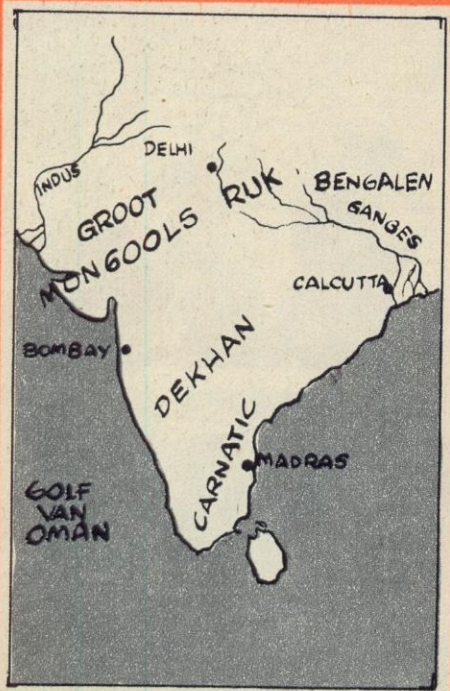 INDUS
DELHI
GROOT
MONGOOLS
RIJK
BENGALEN
GANGES
CALCUTTA
BOMBAY
DEKHAN
CARNATIC
MADRAS
GOLF
VAN
OMAN